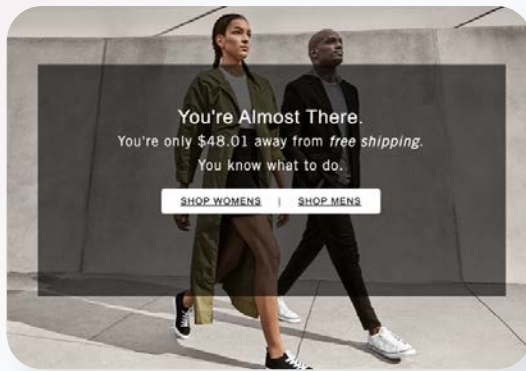 You're Almost There.
You're only $48.01 away from free shipping.
You know what to do.
SHOP WOMENS | SHOP MENS